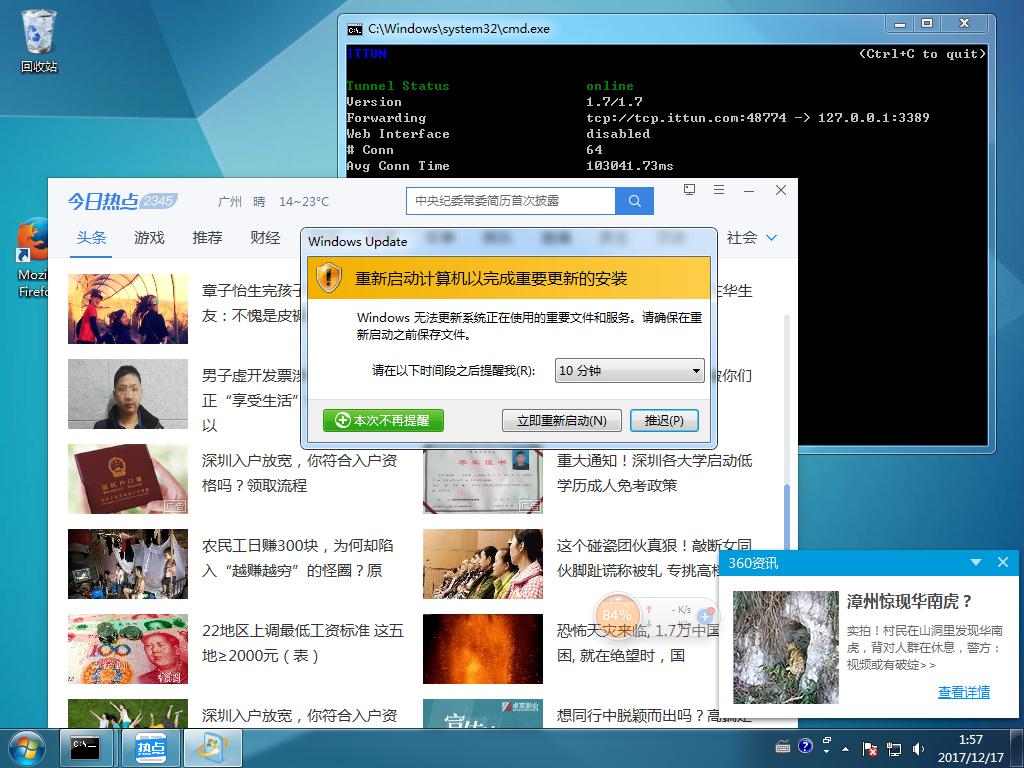 回收站
C:\Windows\system32\cmd.exe
ITTUN (Ctrl+C to quit)
Tunnel Status online
Version 1.7/1.7
Forwarding tcp://tcp.ittun.com:48774 -> 127.0.0.1:3389
Web Interface disabled
# Conn 64
Avg Conn Time 103041.73ms
今日热点 2345
广州 晴 14~23°C
中央纪委常委简历首次披露
头条 游戏 推荐 财经
社会
Mozi
Firefo
Windows Update
重新启动计算机以完成重要更新的安装
Windows 无法更新系统正在使用的重要文件和服务。请确保在重
新启动之前保存文件。
请在以下时间段之后提醒我(R): 10 分钟
本次不再提醒 立即重新启动(N) 推迟(P)
章子怡生完孩子
友：不愧是皮裤
华生
男子虚开发票涉
正“享受生活”
以
你们
深圳入户放宽，你符合入户资
格吗？领取流程
居民户口簿
广告
毕业证书
广告
重大通知！深圳各大学启动低
学历成人免考政策
农民工日赚300块，为何却陷
入“越赚越穷”的怪圈？原
这个碰瓷团伙真狠！敲断女同
伙脚趾谎称被轧 专挑高档
22地区上调最低工资标准 这五
地≥2000元（表）
100
恐怖天灾来临, 1.7万中国
困, 就在绝望时，国
84%
- K/s
深圳入户放宽，你符合入户资
想同行中脱颖而出吗？高鹏定
360资讯
漳州惊现华南虎？
实拍！村民在山洞里发现华南
虎，背对人群在休息，警方：
视频或有破绽>>
查看详情
C:\_
热点
1:57
2017/12/17